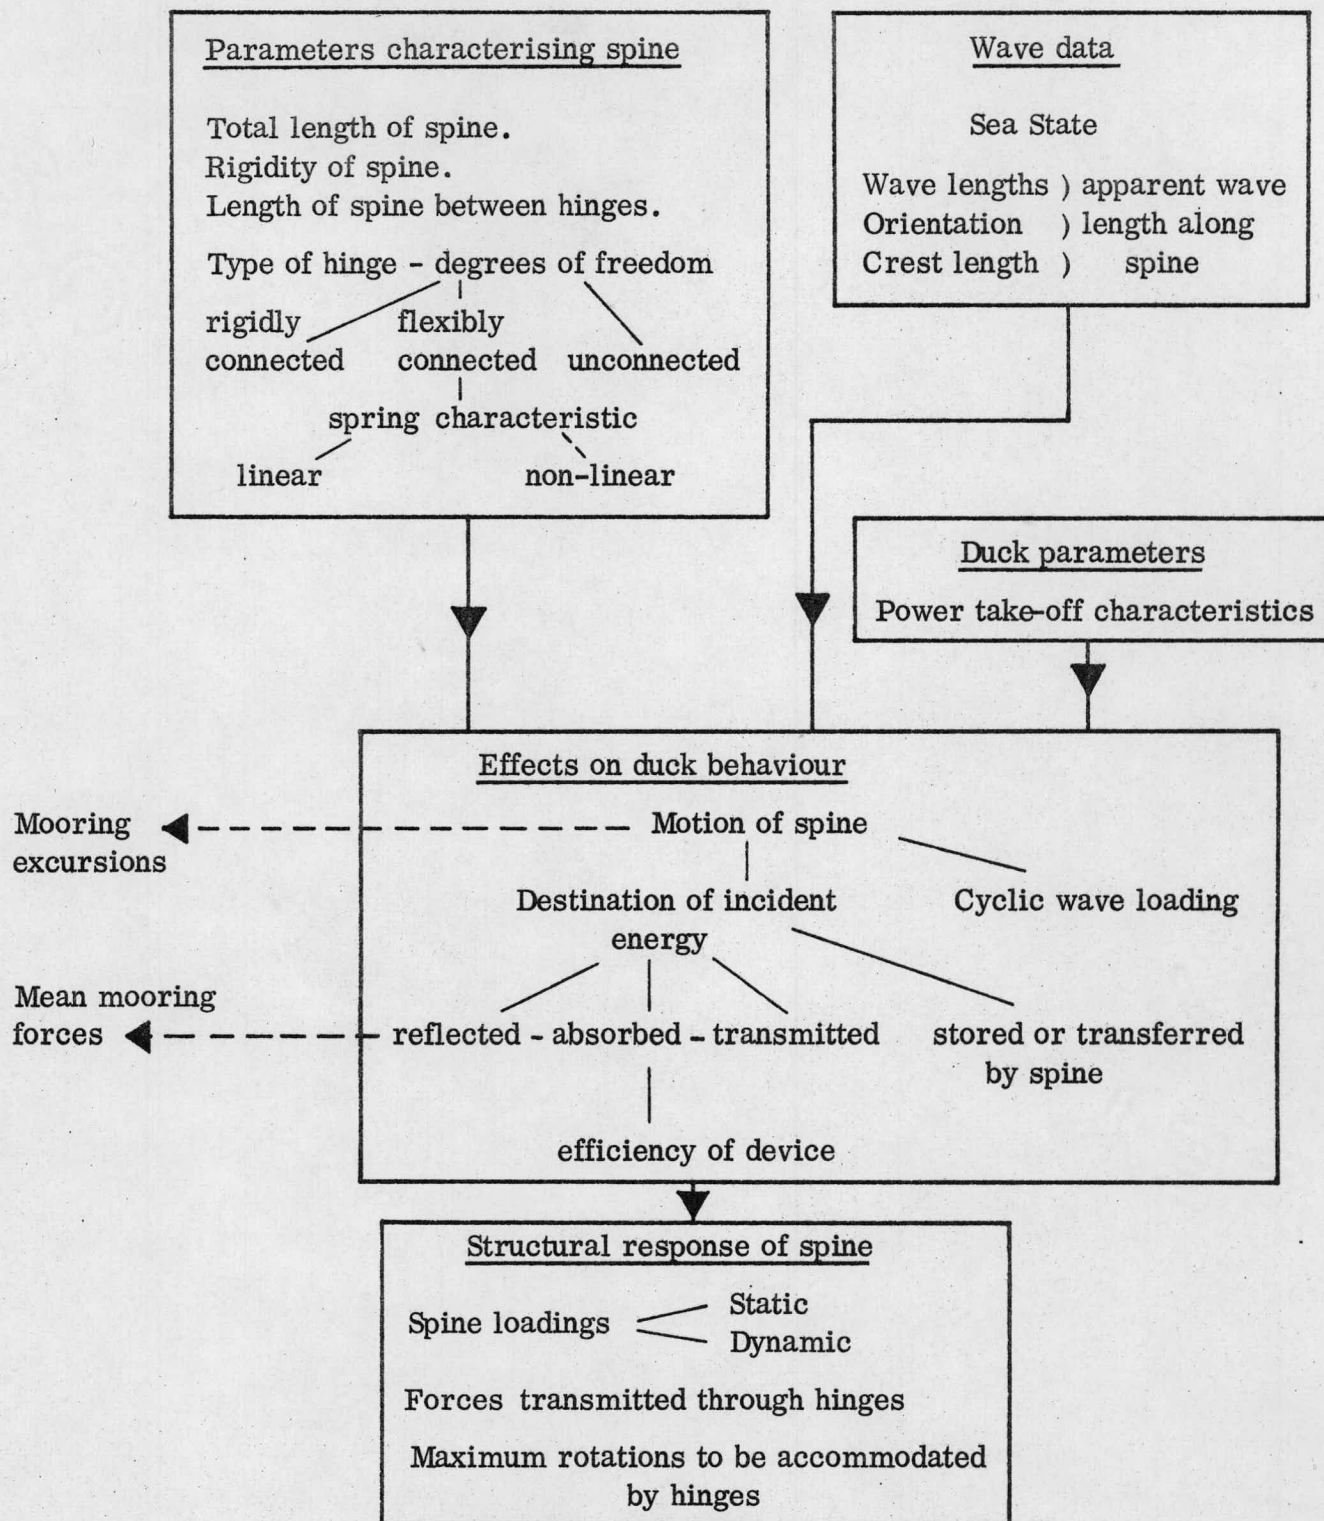 Parameters characterising spine
Total length of spine.
Rigidity of spine.
Length of spine between hinges.
Type of hinge - degrees of freedom
rigidly flexibly
connected connected unconnected
spring characteristic
linear non-linear
Wave data
Sea State
Wave lengths ) apparent wave
Orientation ) length along
Crest length ) spine
Duck parameters
Power take-off characteristics
Effects on duck behaviour
Mooring
excursions
Motion of spine
Destination of incident
energy
Cyclic wave loading
Mean mooring
forces
reflected - absorbed - transmitted
stored or transferred
by spine
efficiency of device
Structural response of spine
Spine loadings
Static
Dynamic
Forces transmitted through hinges
Maximum rotations to be accommodated
by hinges